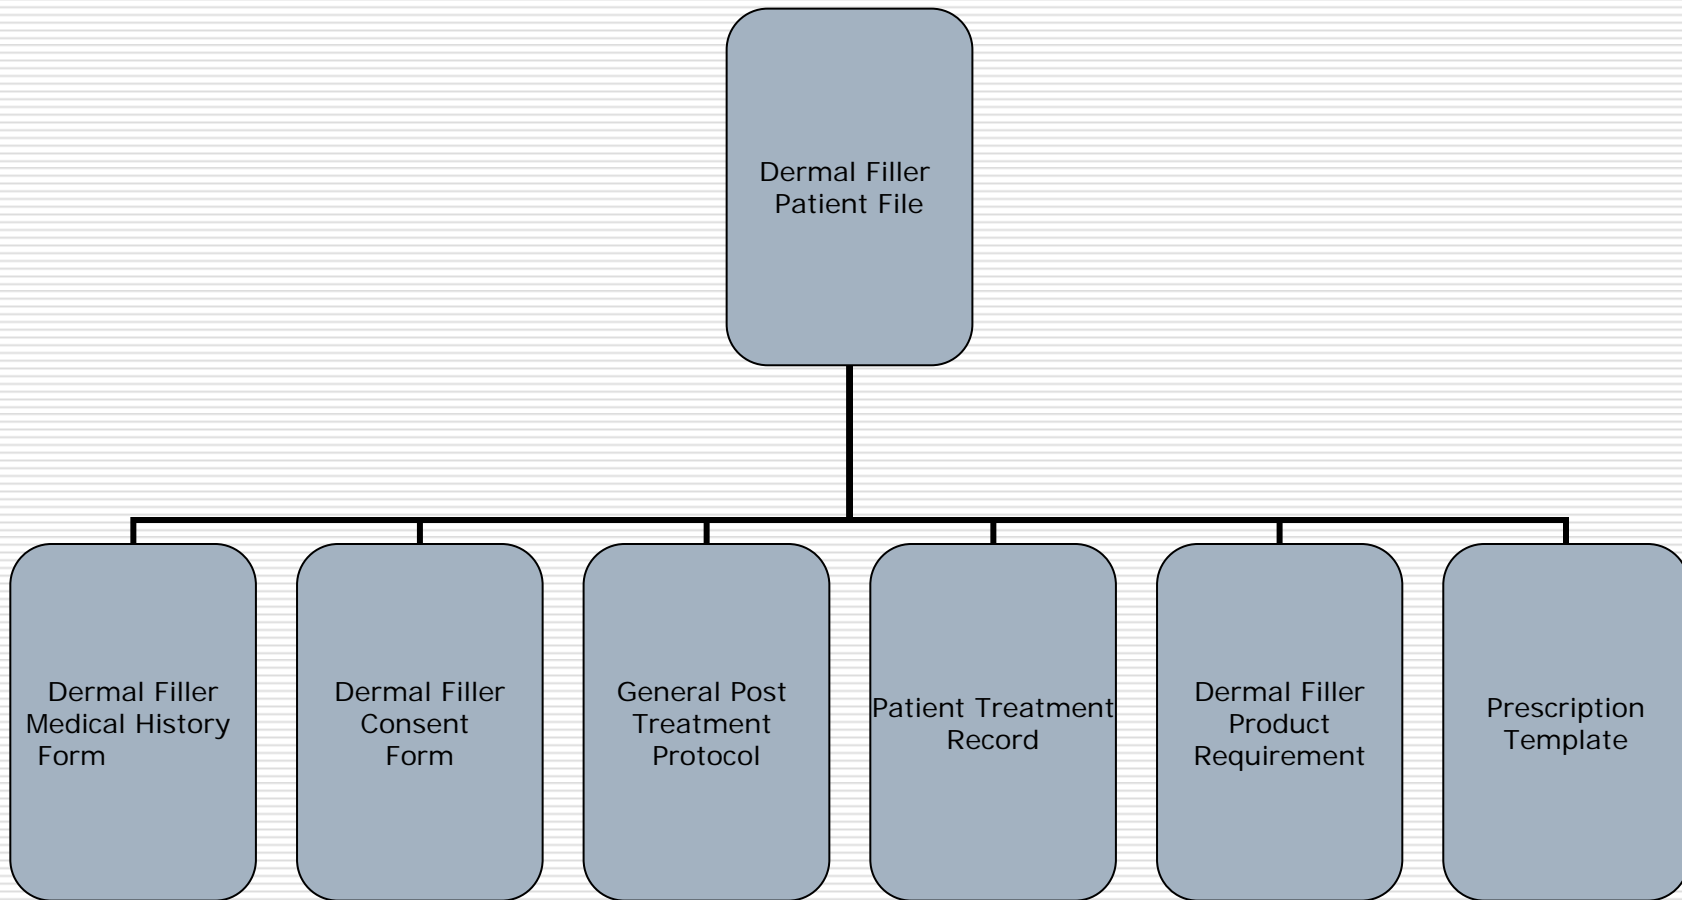 Dermal Filler
Patient File
Dermal Filler
Medical History
Form
Dermal Filler
Consent
Form
General Post
Treatment
Protocol
Patient Treatment
Record
Dermal Filler
Product
Requirement
Prescription
Template